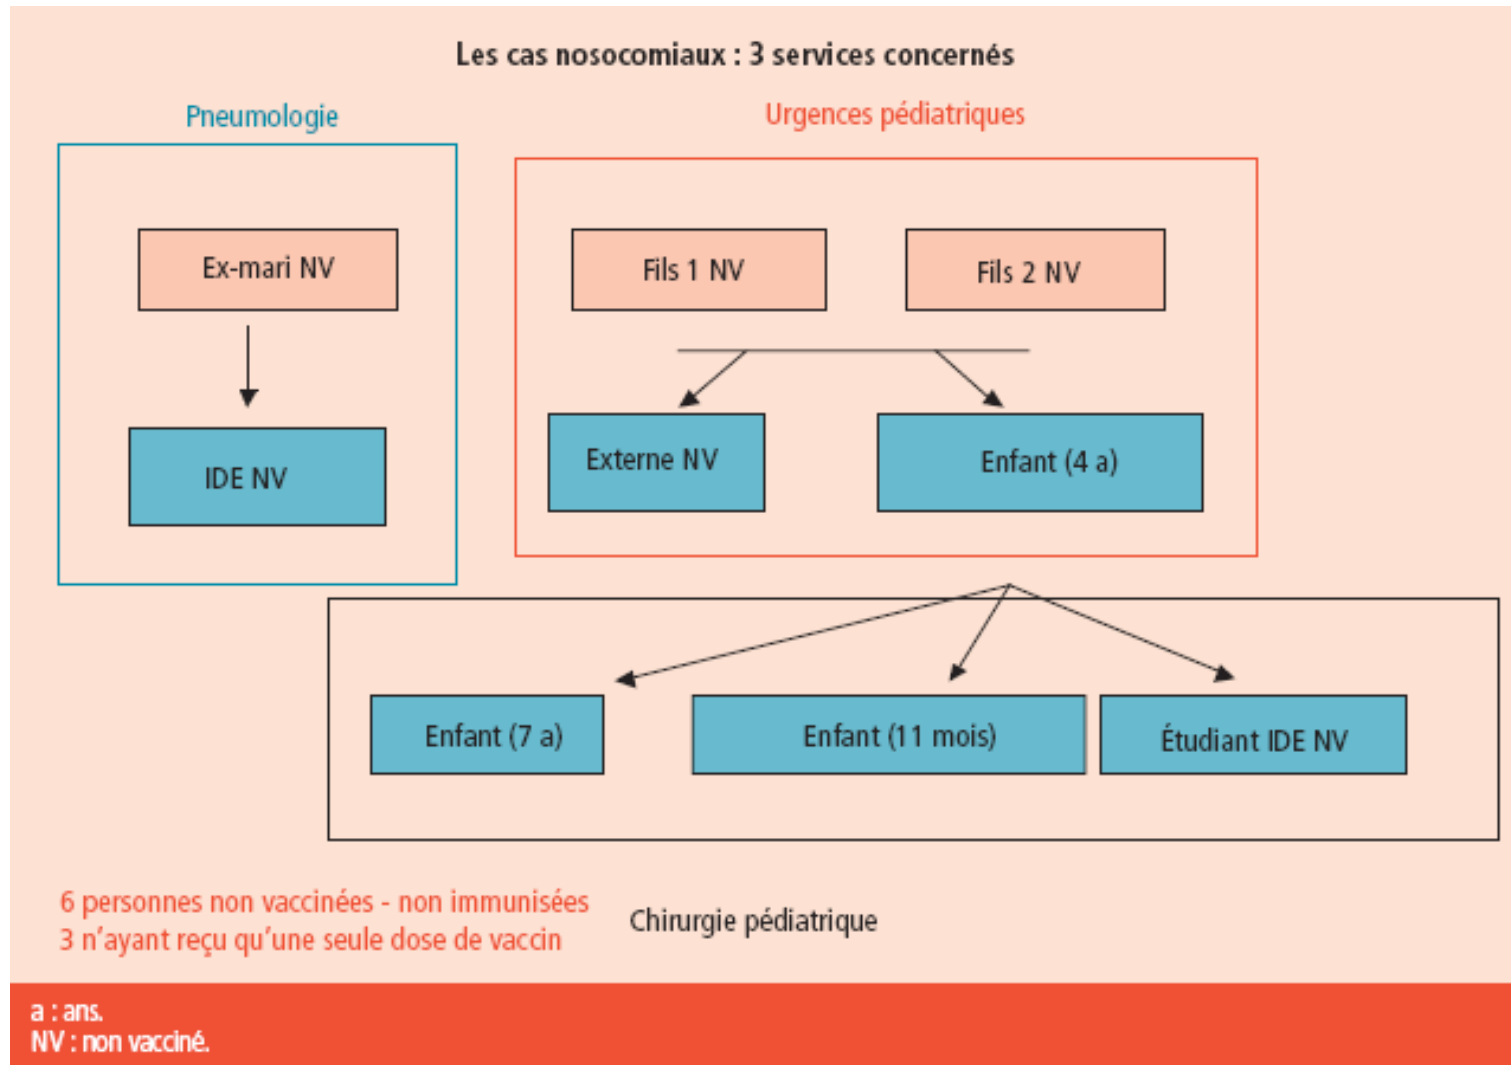 Les cas nosocomiaux : 3 services concernés
Pneumologie
Urgences pédiatriques
Ex-mari NV
Fils 1 NV
Fils 2 NV
IDE NV
Externe NV
Enfant (4 a)
Enfant (7 a)
Enfant (11 mois)
Étudiant IDE NV
6 personnes non vaccinées - non immunisées
3 n'ayant reçu qu'une seule dose de vaccin
Chirurgie pédiatrique
a : ans.
NV : non vacciné.